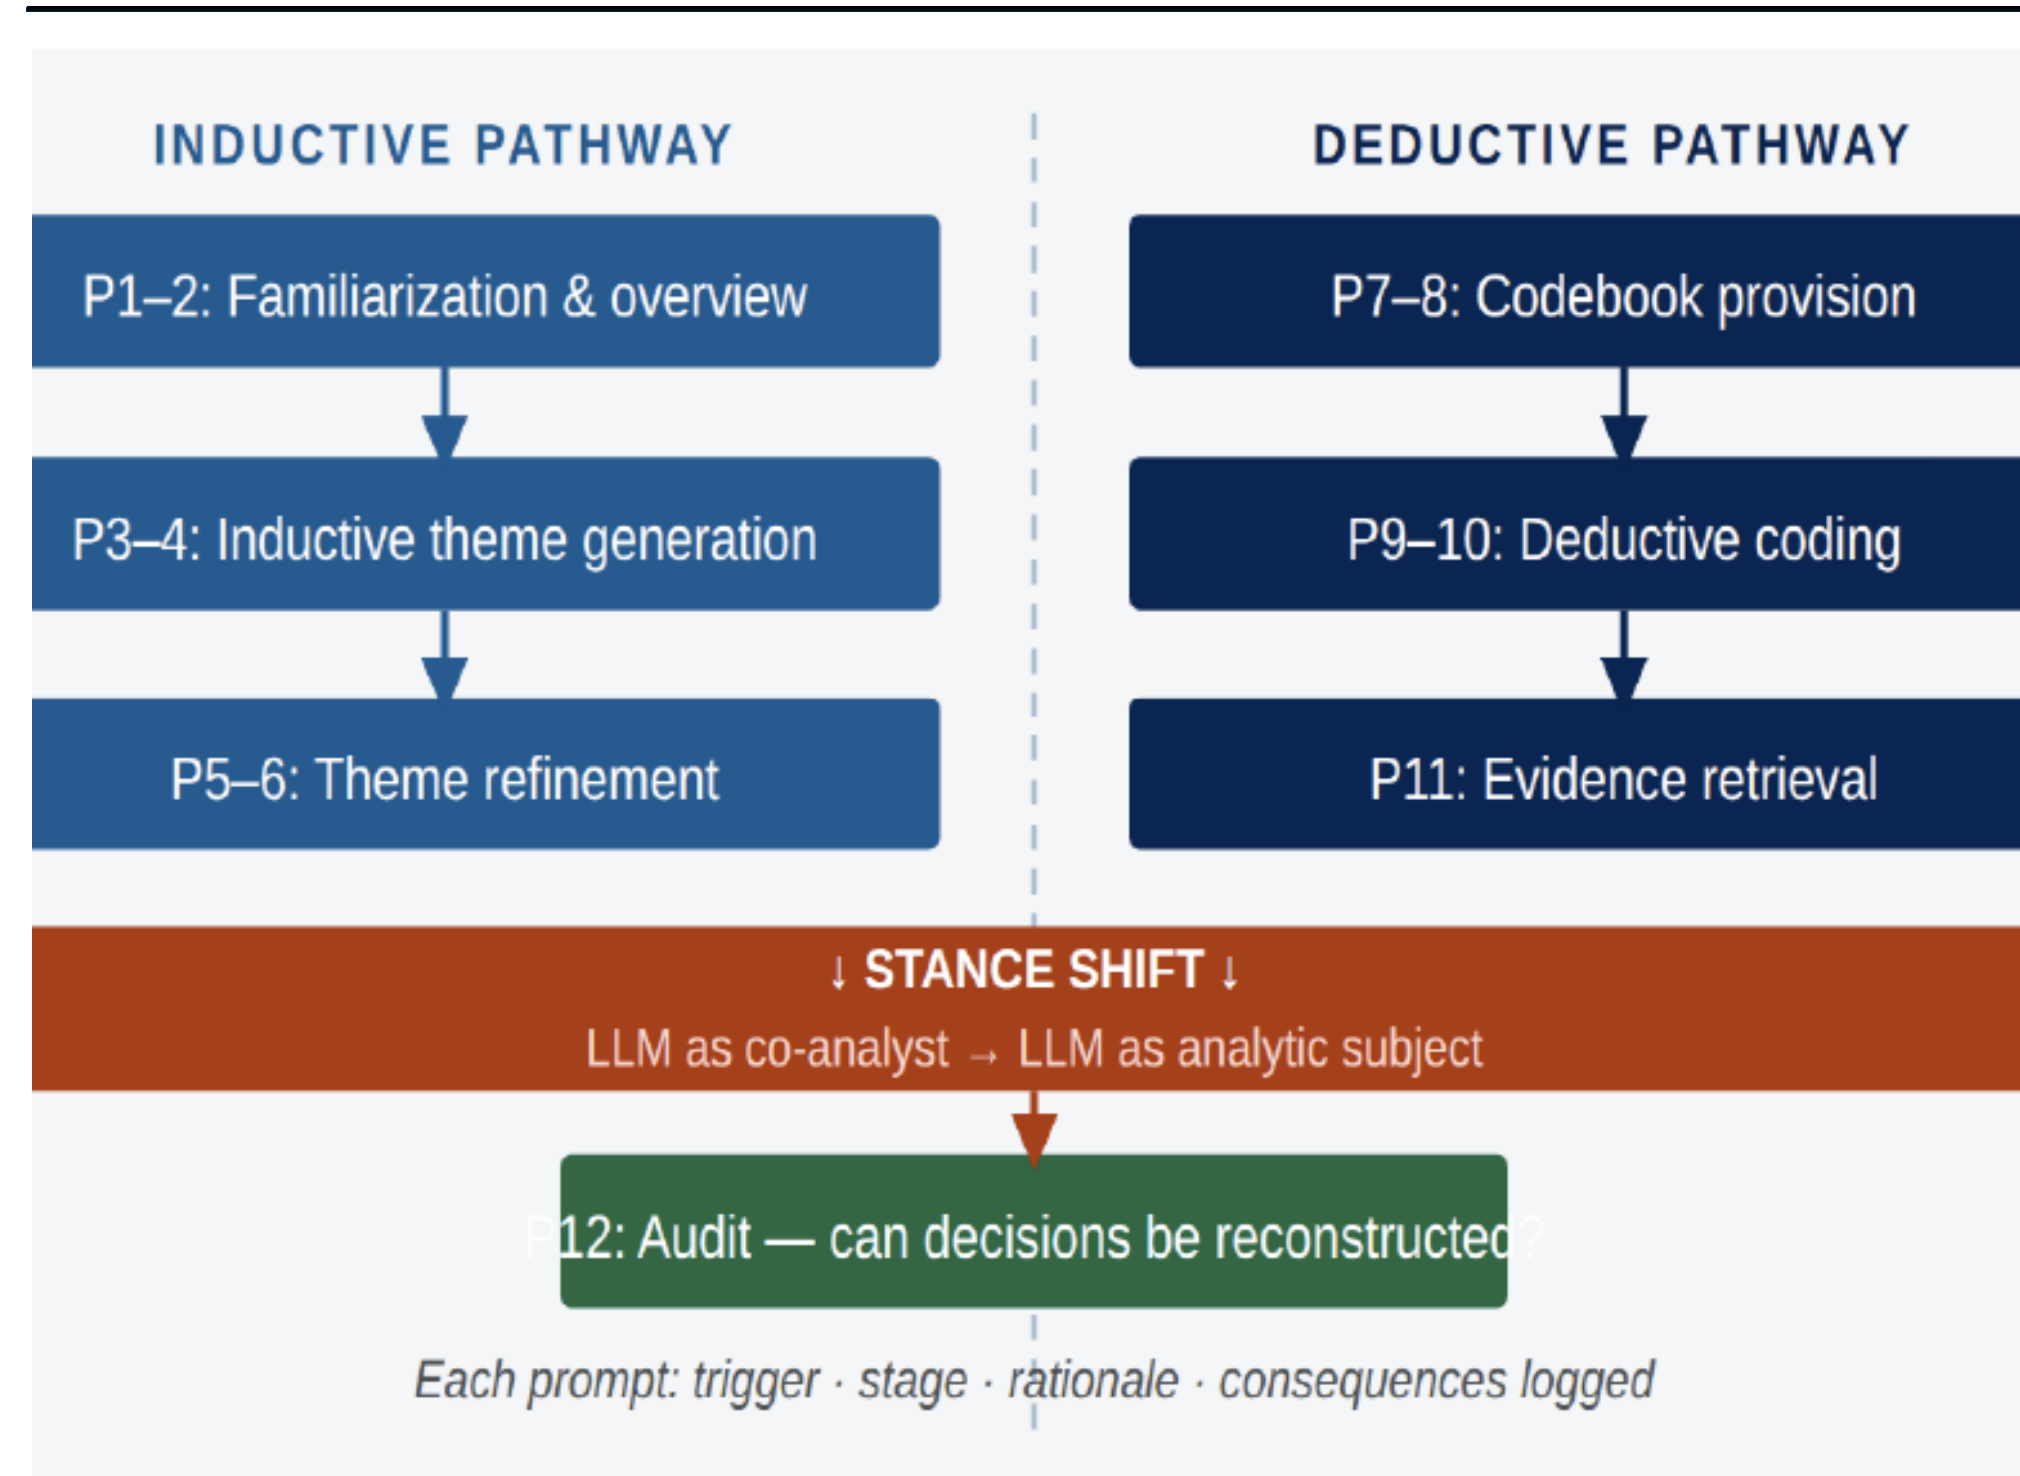 INDUCTIVE PATHWAY
P1–2: Familiarization & overview
P3–4: Inductive theme generation
P5–6: Theme refinement
DEDUCTIVE PATHWAY
P7–8: Codebook provision
P9–10: Deductive coding
P11: Evidence retrieval
↓ STANCE SHIFT ↓
LLM as co-analyst → LLM as analytic subject
P12: Audit — can decisions be reconstructed?
Each prompt: trigger · stage · rationale · consequences logged